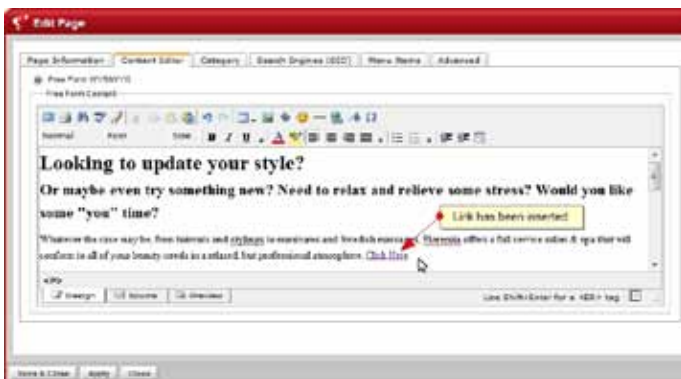 Edit Page
Page Information Content Editor Category Search Engines (SEO) Menu Items Advanced
Free Form WYSIWYG
Free Form Content
Normal Font Size B I U
Looking to update your style?
Or maybe even try something new? Need to relax and relieve some stress? Would you like
some "you" time?
Link has been inserted
Whatever the case may be, from haircuts and stylings to manicures and Swedish massages, offers a full service salon & spa that will
conform to all of your beauty needs in a relaxed, but professional atmosphere. Click Here
<P>
Design Source Preview
Use Shift+Enter for a <BR> tag
Save & Close Apply Close